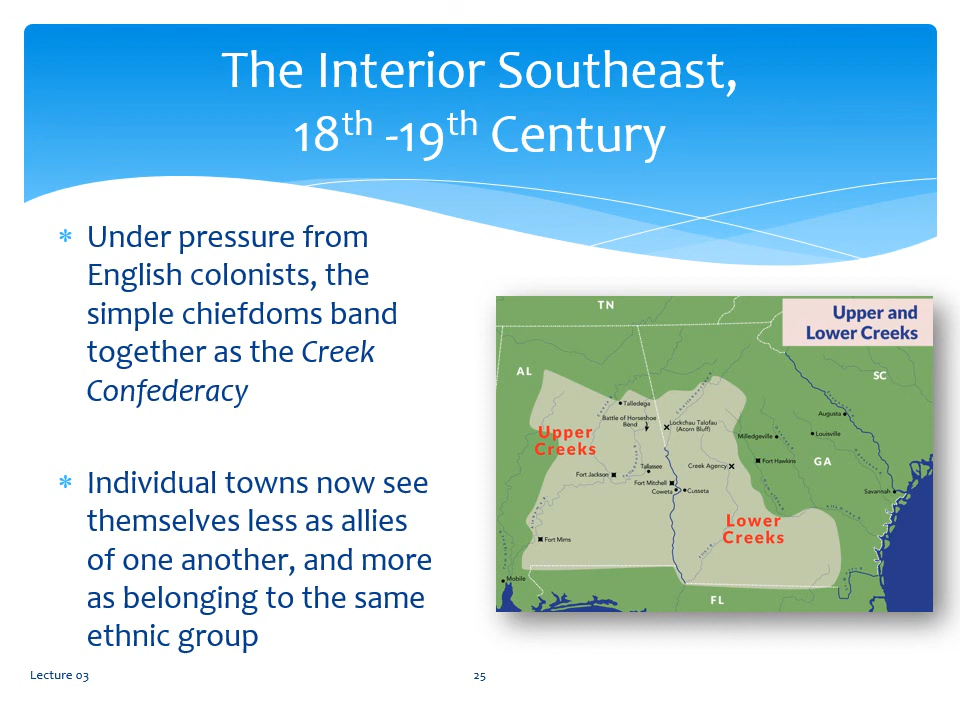 The Interior Southeast,
18th -19th Century
Under pressure from
English colonists, the
simple chiefdoms band
together as the Creek
Confederacy
Individual towns now see
themselves less as allies
of one another, and more
as belonging to the same
ethnic group
TN
Upper and
Lower Creeks
AL
SC
Talledega
Augusta
Battle of Horseshoe
Bend
Lockchau Talofau
(Acorn Bluff)
Upper
Creeks
Milledgeville
Louisville
Fort Jackson
Tallassee
Creek Agency
Fort Hawkins
GA
Fort Mitchell
Coweta
Cusseta
Savannah
Lower
Creeks
Fort Mims
Mobile
FL
Lecture 03
25